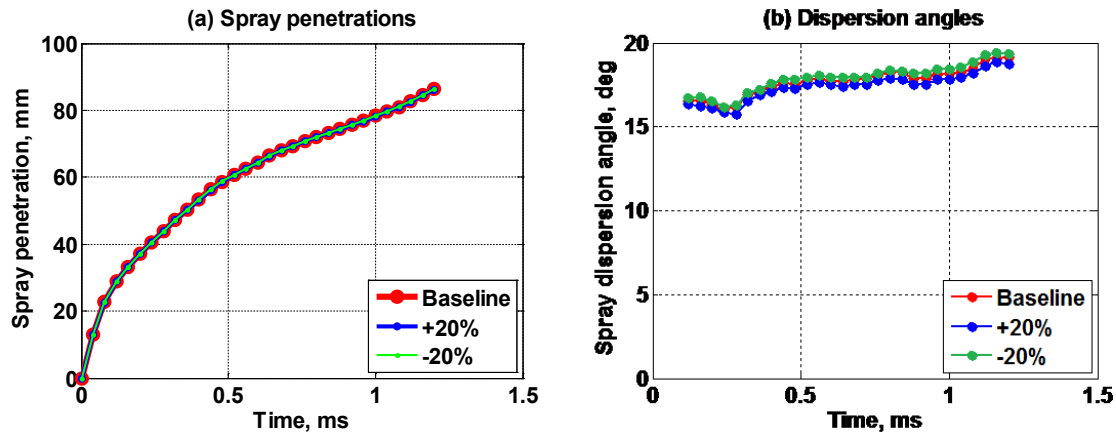 (a) Spray penetrations
100
80
60
40
20
0
Spray penetration, mm
Baseline
+20%
-20%
0
0.5
1
1.5
Time, ms
(b) Dispersion angles
20
15
10
5
0
Spray dispersion angle, deg
Baseline
+20%
-20%
0
0.5
1
1.5
Time, ms